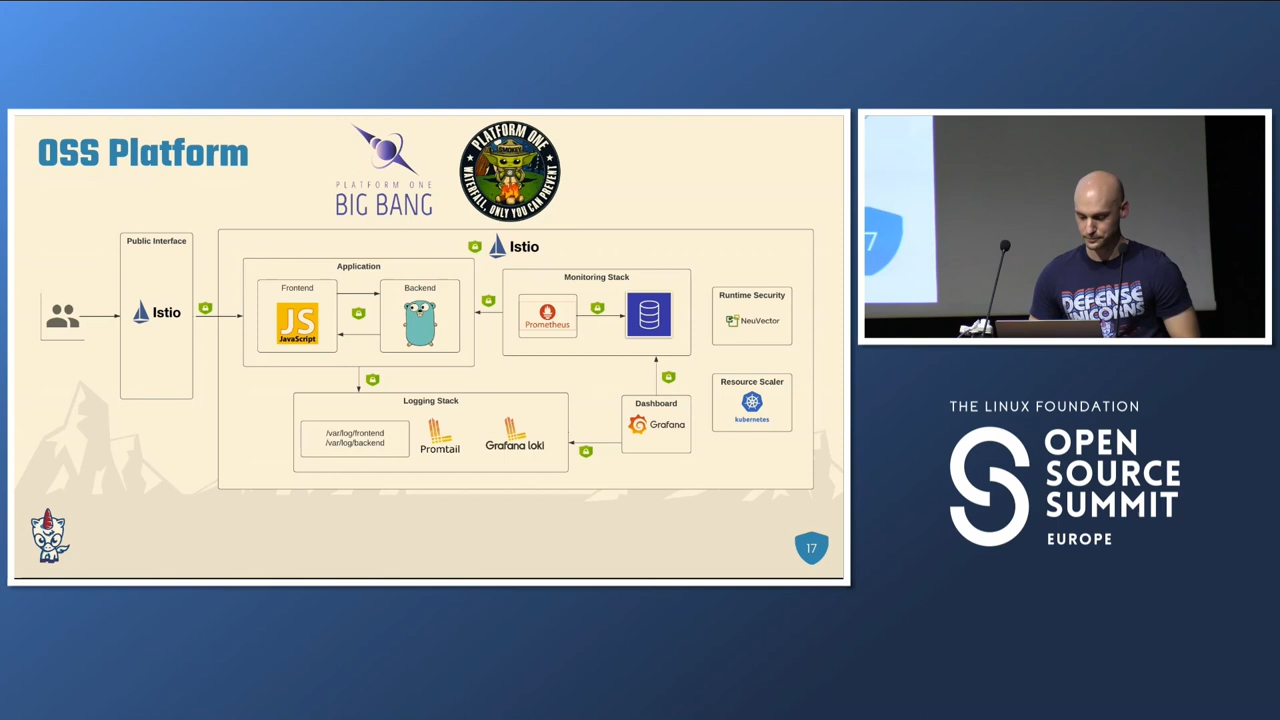 OSS Platform
PLATFORM ONE
BIG BANG
PLATFORM ONE
SMOKEY
WATERFALL, ONLY YOU CAN PREVENT
Public Interface
Istio
Istio
Application
Frontend
JS
JavaScript
Backend
Monitoring Stack
Prometheus
Runtime Security
NeuVector
Resource Scaler
kubernetes
Logging Stack
/var/log/frontend
/var/log/backend
Promtail
Grafana loki
Dashboard
Grafana
17
7
DEFENSE
UNICORNS
THE LINUX FOUNDATION
OPEN
SOURCE
SUMMIT
EUROPE